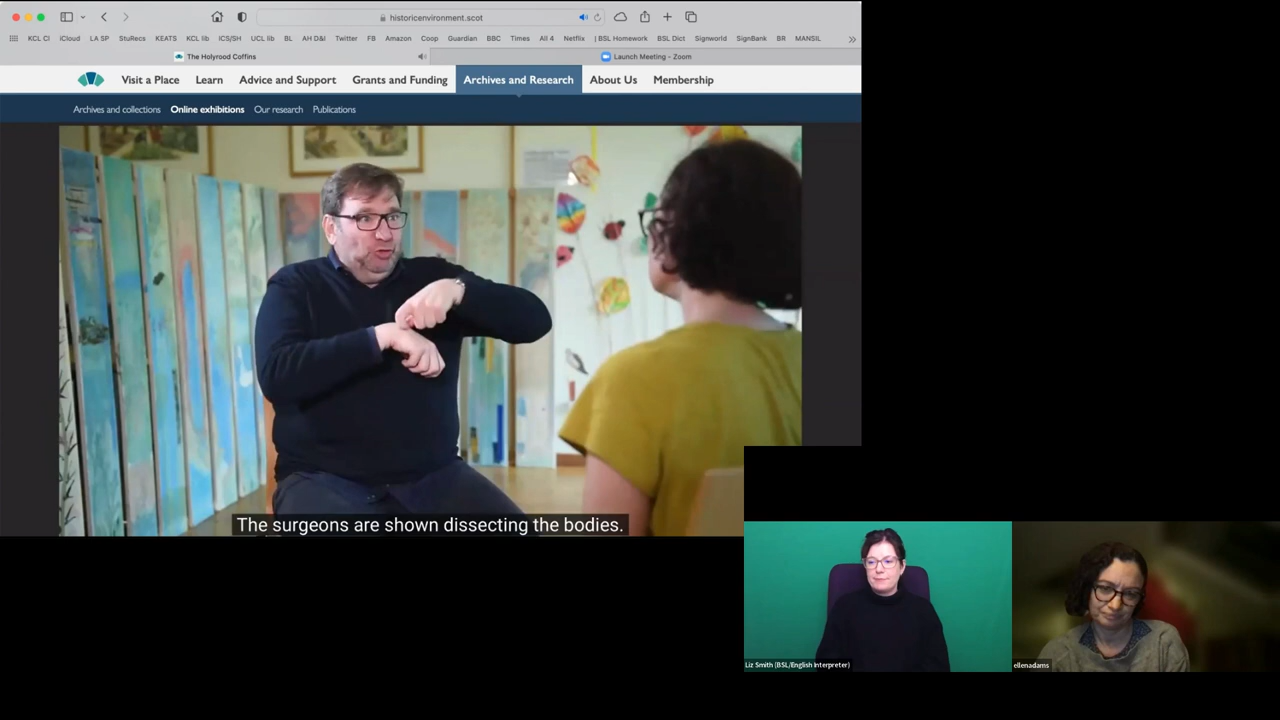 historicenvironment.scot
KCL CI iCloud LA SP StuRecs KEATS KCL lib ICS/SH UCL lib BL AH D&I Twitter FB Amazon Coop Guardian BBC Times All 4 Netflix | BSL Homework BSL Dict Signworld SignBank BR MANSIL
The Holyrood Coffins
Launch Meeting - Zoom
Visit a Place Learn Advice and Support Grants and Funding Archives and Research About Us Membership
Archives and collections Online exhibitions Our research Publications
The surgeons are shown dissecting the bodies.
Liz Smith (BSL/English Interpreter)
ellenadams